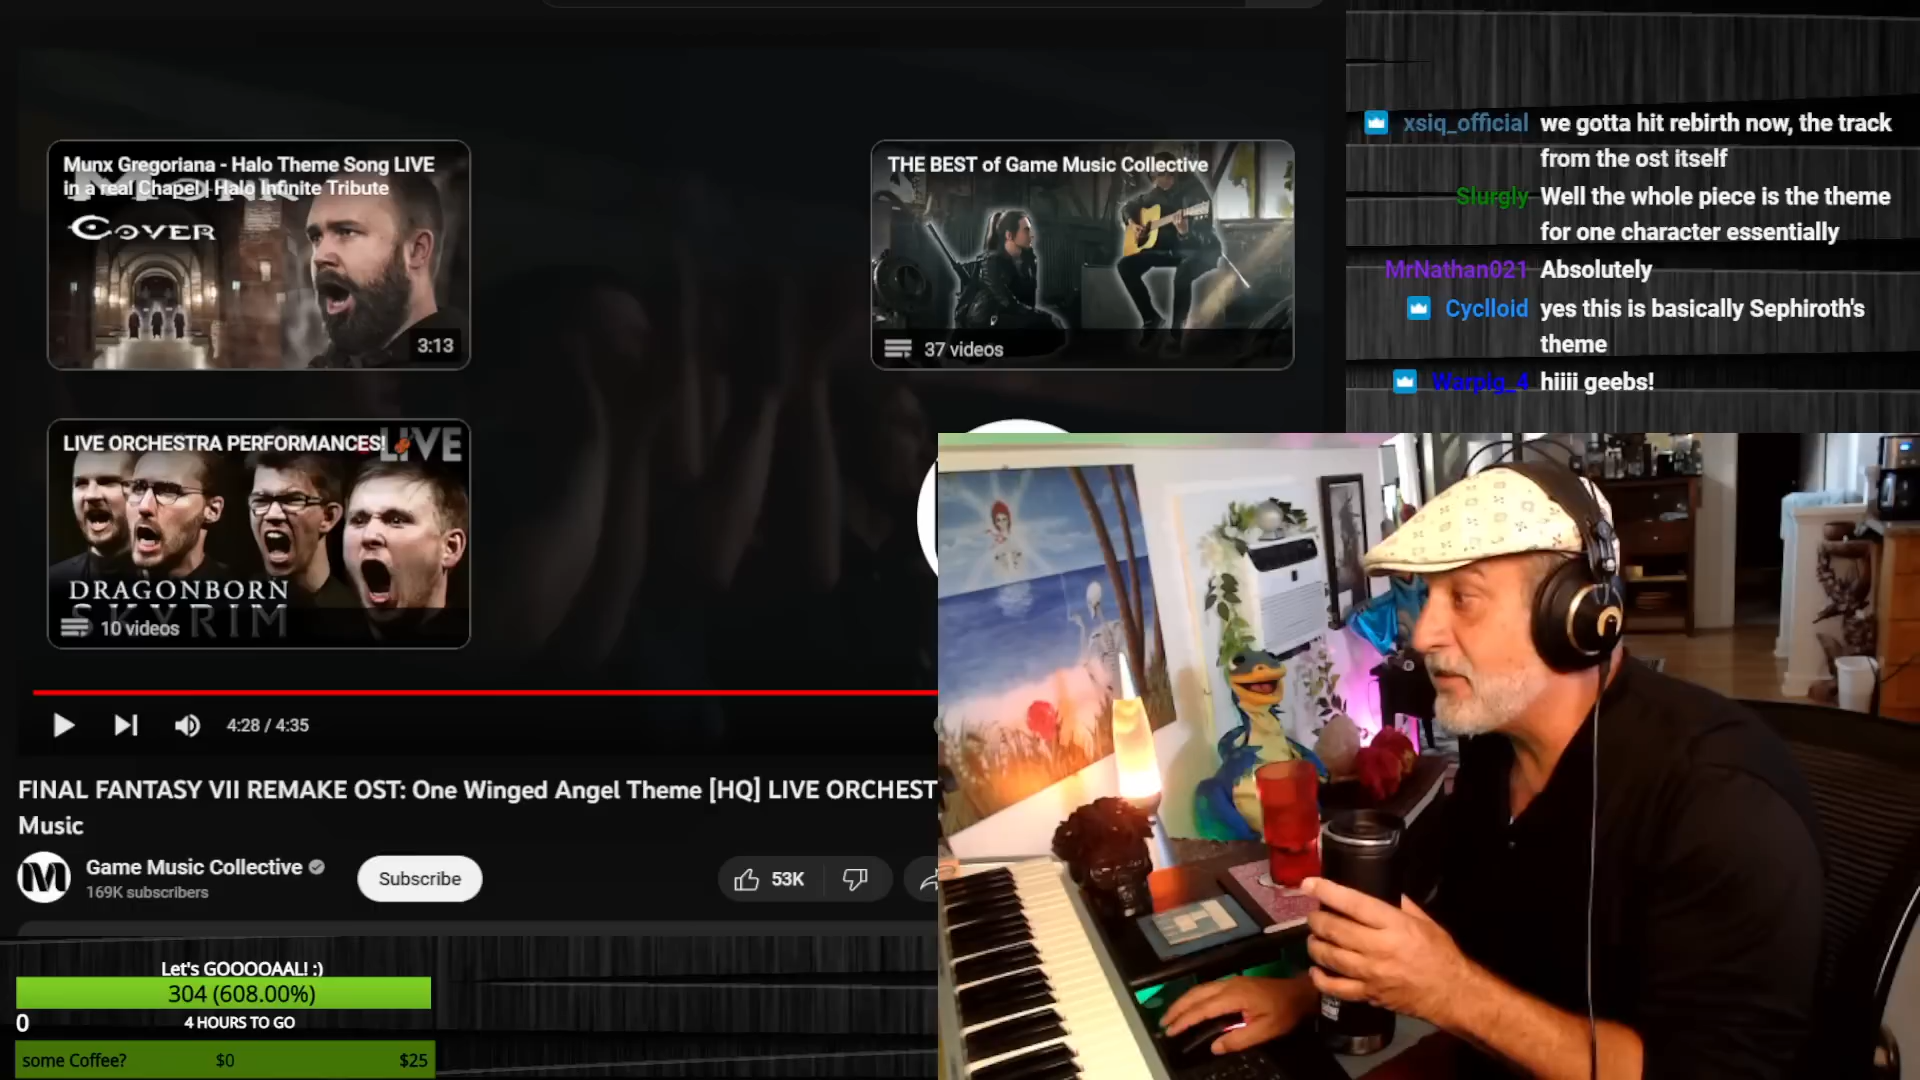 Munx Gregoriana - Halo Theme Song LIVE
in a real Chapel | Halo Infinite Tribute
MONK
COVER
3:13
THE BEST of Game Music Collective
37 videos
LIVE ORCHESTRA PERFORMANCES!
LIVE
DRAGONBORN
SKYRIM
10 videos
4:28 / 4:35
FINAL FANTASY VII REMAKE OST: One Winged Angel Theme [HQ] LIVE ORCHEST
Music
Game Music Collective
169K subscribers
Subscribe
53K
Let's GOOOOAAL! :)
304 (608.00%)
0
4 HOURS TO GO
some Coffee? $0 $25
xsiq_official we gotta hit rebirth now, the track
from the ost itself
Slurgly Well the whole piece is the theme
for one character essentially
MrNathan021 Absolutely
Cyclloid yes this is basically Sephiroth's
theme
Warpig_4 hiiii geebs!